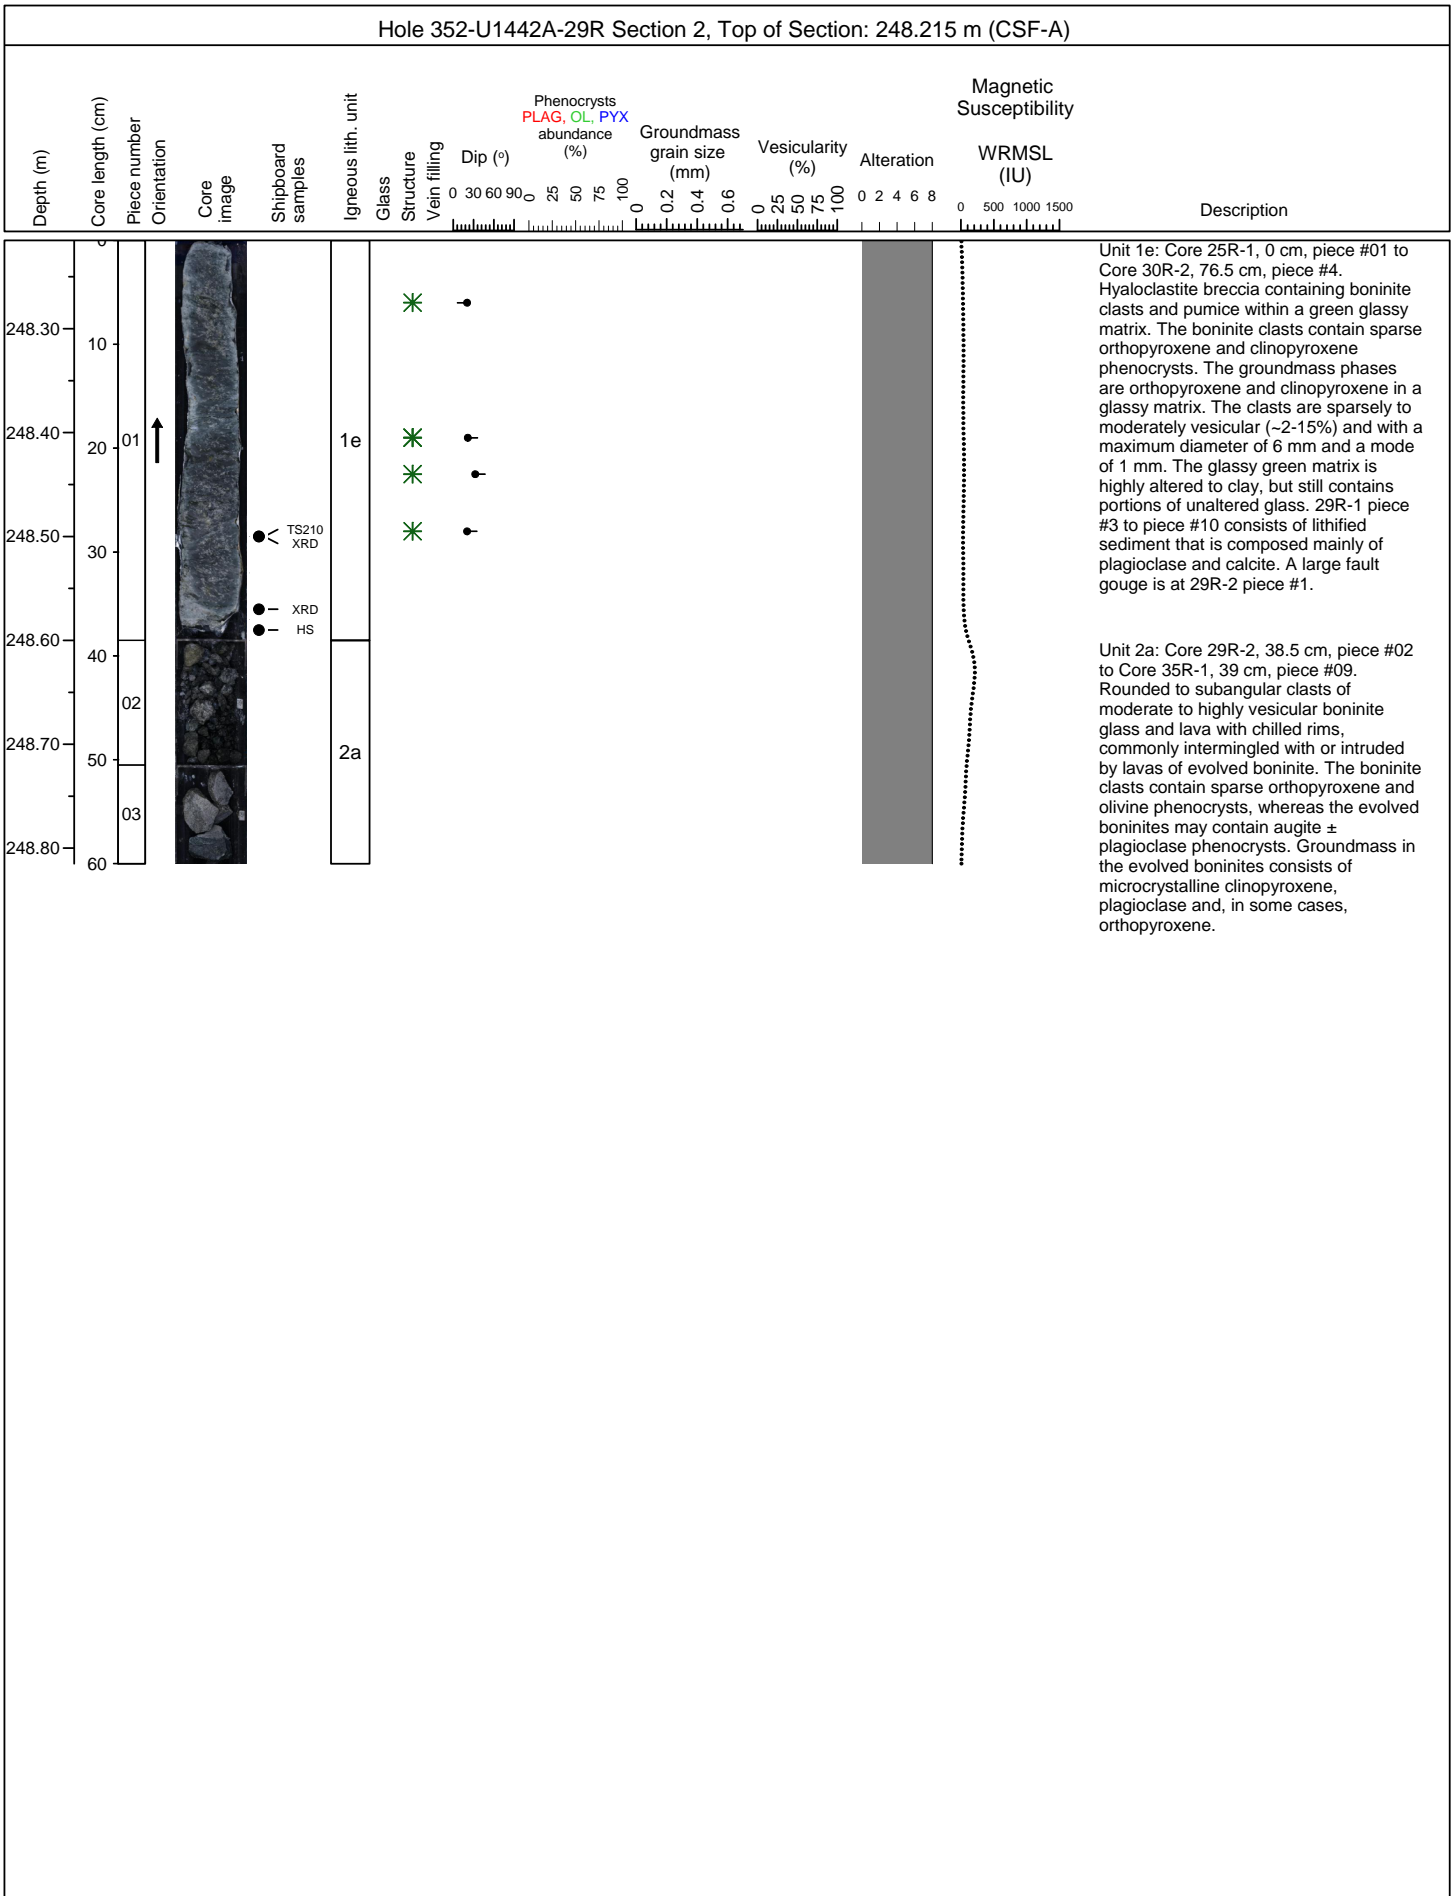 Hole 352-U1442A-29R Section 2, Top of Section: 248.215 m (CSF-A)
Depth (m)
Core length (cm)
Piece number
Orientation
Core
image
Shipboard
samples
Igneous lith. unit
Glass
Structure
Vein filling
Dip (o)
0 30 60 90
Phenocrysts
PLAG, OL, PYX
abundance
(%)
0 25 50 75 100
Groundmass
grain size
(mm)
0 0.2 0.4 0.6
Vesicularity
(%)
0 25 50 75 100
Alteration
0 2 4 6 8
Magnetic
Susceptibility
WRMSL
(IU)
0 500 1000 1500
Description
248.30
248.40
248.50
248.60
248.70
248.80
0
10
20
30
40
50
60
01
02
03
TS210
XRD
XRD
HS
1e
2a
Unit 1e: Core 25R-1, 0 cm, piece #01 to
Core 30R-2, 76.5 cm, piece #4.
Hyaloclastite breccia containing boninite
clasts and pumice within a green glassy
matrix. The boninite clasts contain sparse
orthopyroxene and clinopyroxene
phenocrysts. The groundmass phases
are orthopyroxene and clinopyroxene in a
glassy matrix. The clasts are sparsely to
moderately vesicular (~2-15%) and with a
maximum diameter of 6 mm and a mode
of 1 mm. The glassy green matrix is
highly altered to clay, but still contains
portions of unaltered glass. 29R-1 piece
#3 to piece #10 consists of lithified
sediment that is composed mainly of
plagioclase and calcite. A large fault
gouge is at 29R-2 piece #1.
Unit 2a: Core 29R-2, 38.5 cm, piece #02
to Core 35R-1, 39 cm, piece #09.
Rounded to subangular clasts of
moderate to highly vesicular boninite
glass and lava with chilled rims,
commonly intermingled with or intruded
by lavas of evolved boninite. The boninite
clasts contain sparse orthopyroxene and
olivine phenocrysts, whereas the evolved
boninites may contain augite ±
plagioclase phenocrysts. Groundmass in
the evolved boninites consists of
microcrystalline clinopyroxene,
plagioclase and, in some cases,
orthopyroxene.